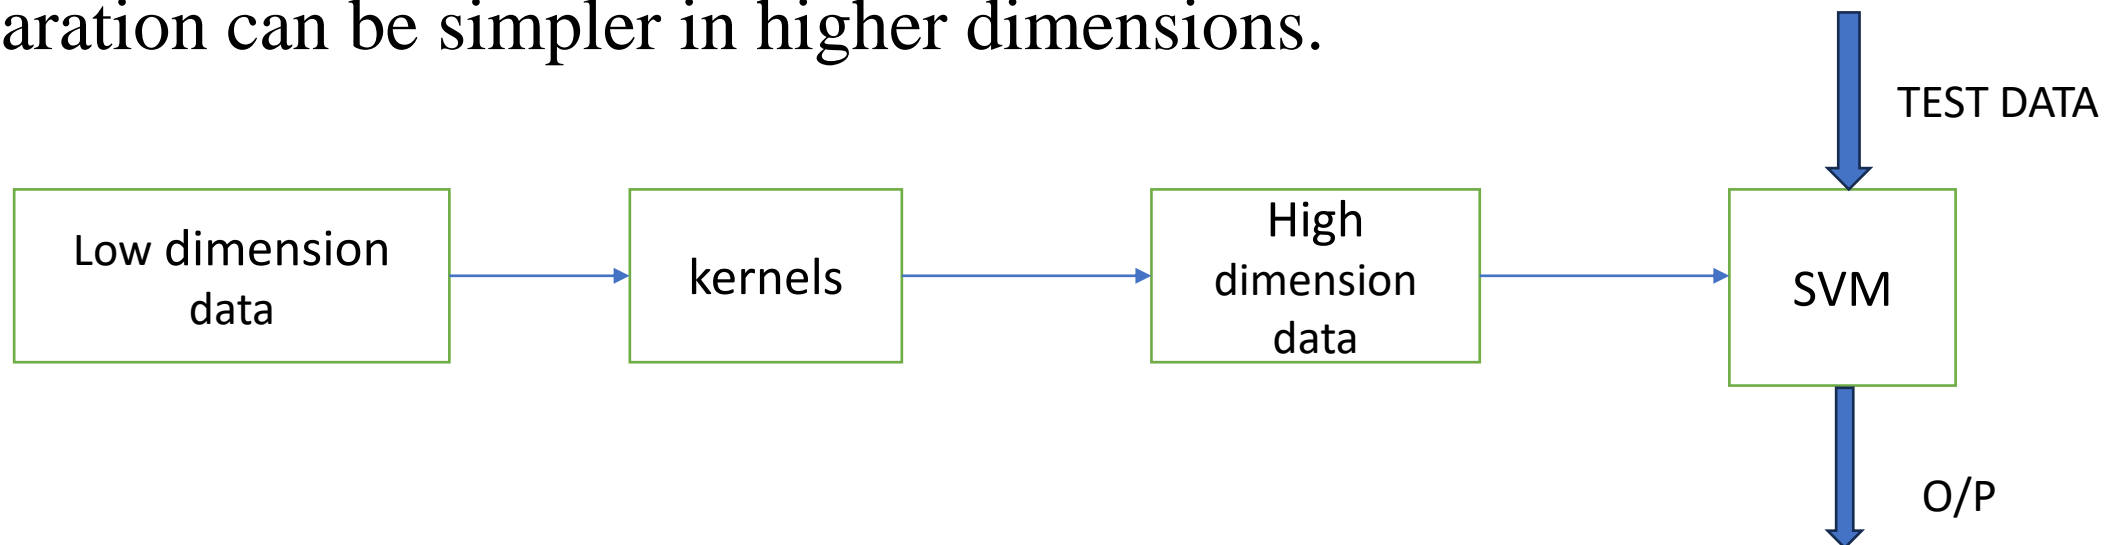 aration can be simpler in higher dimensions.
TEST DATA
Low dimension
data
kernels
High
dimension
data
SVM
O/P